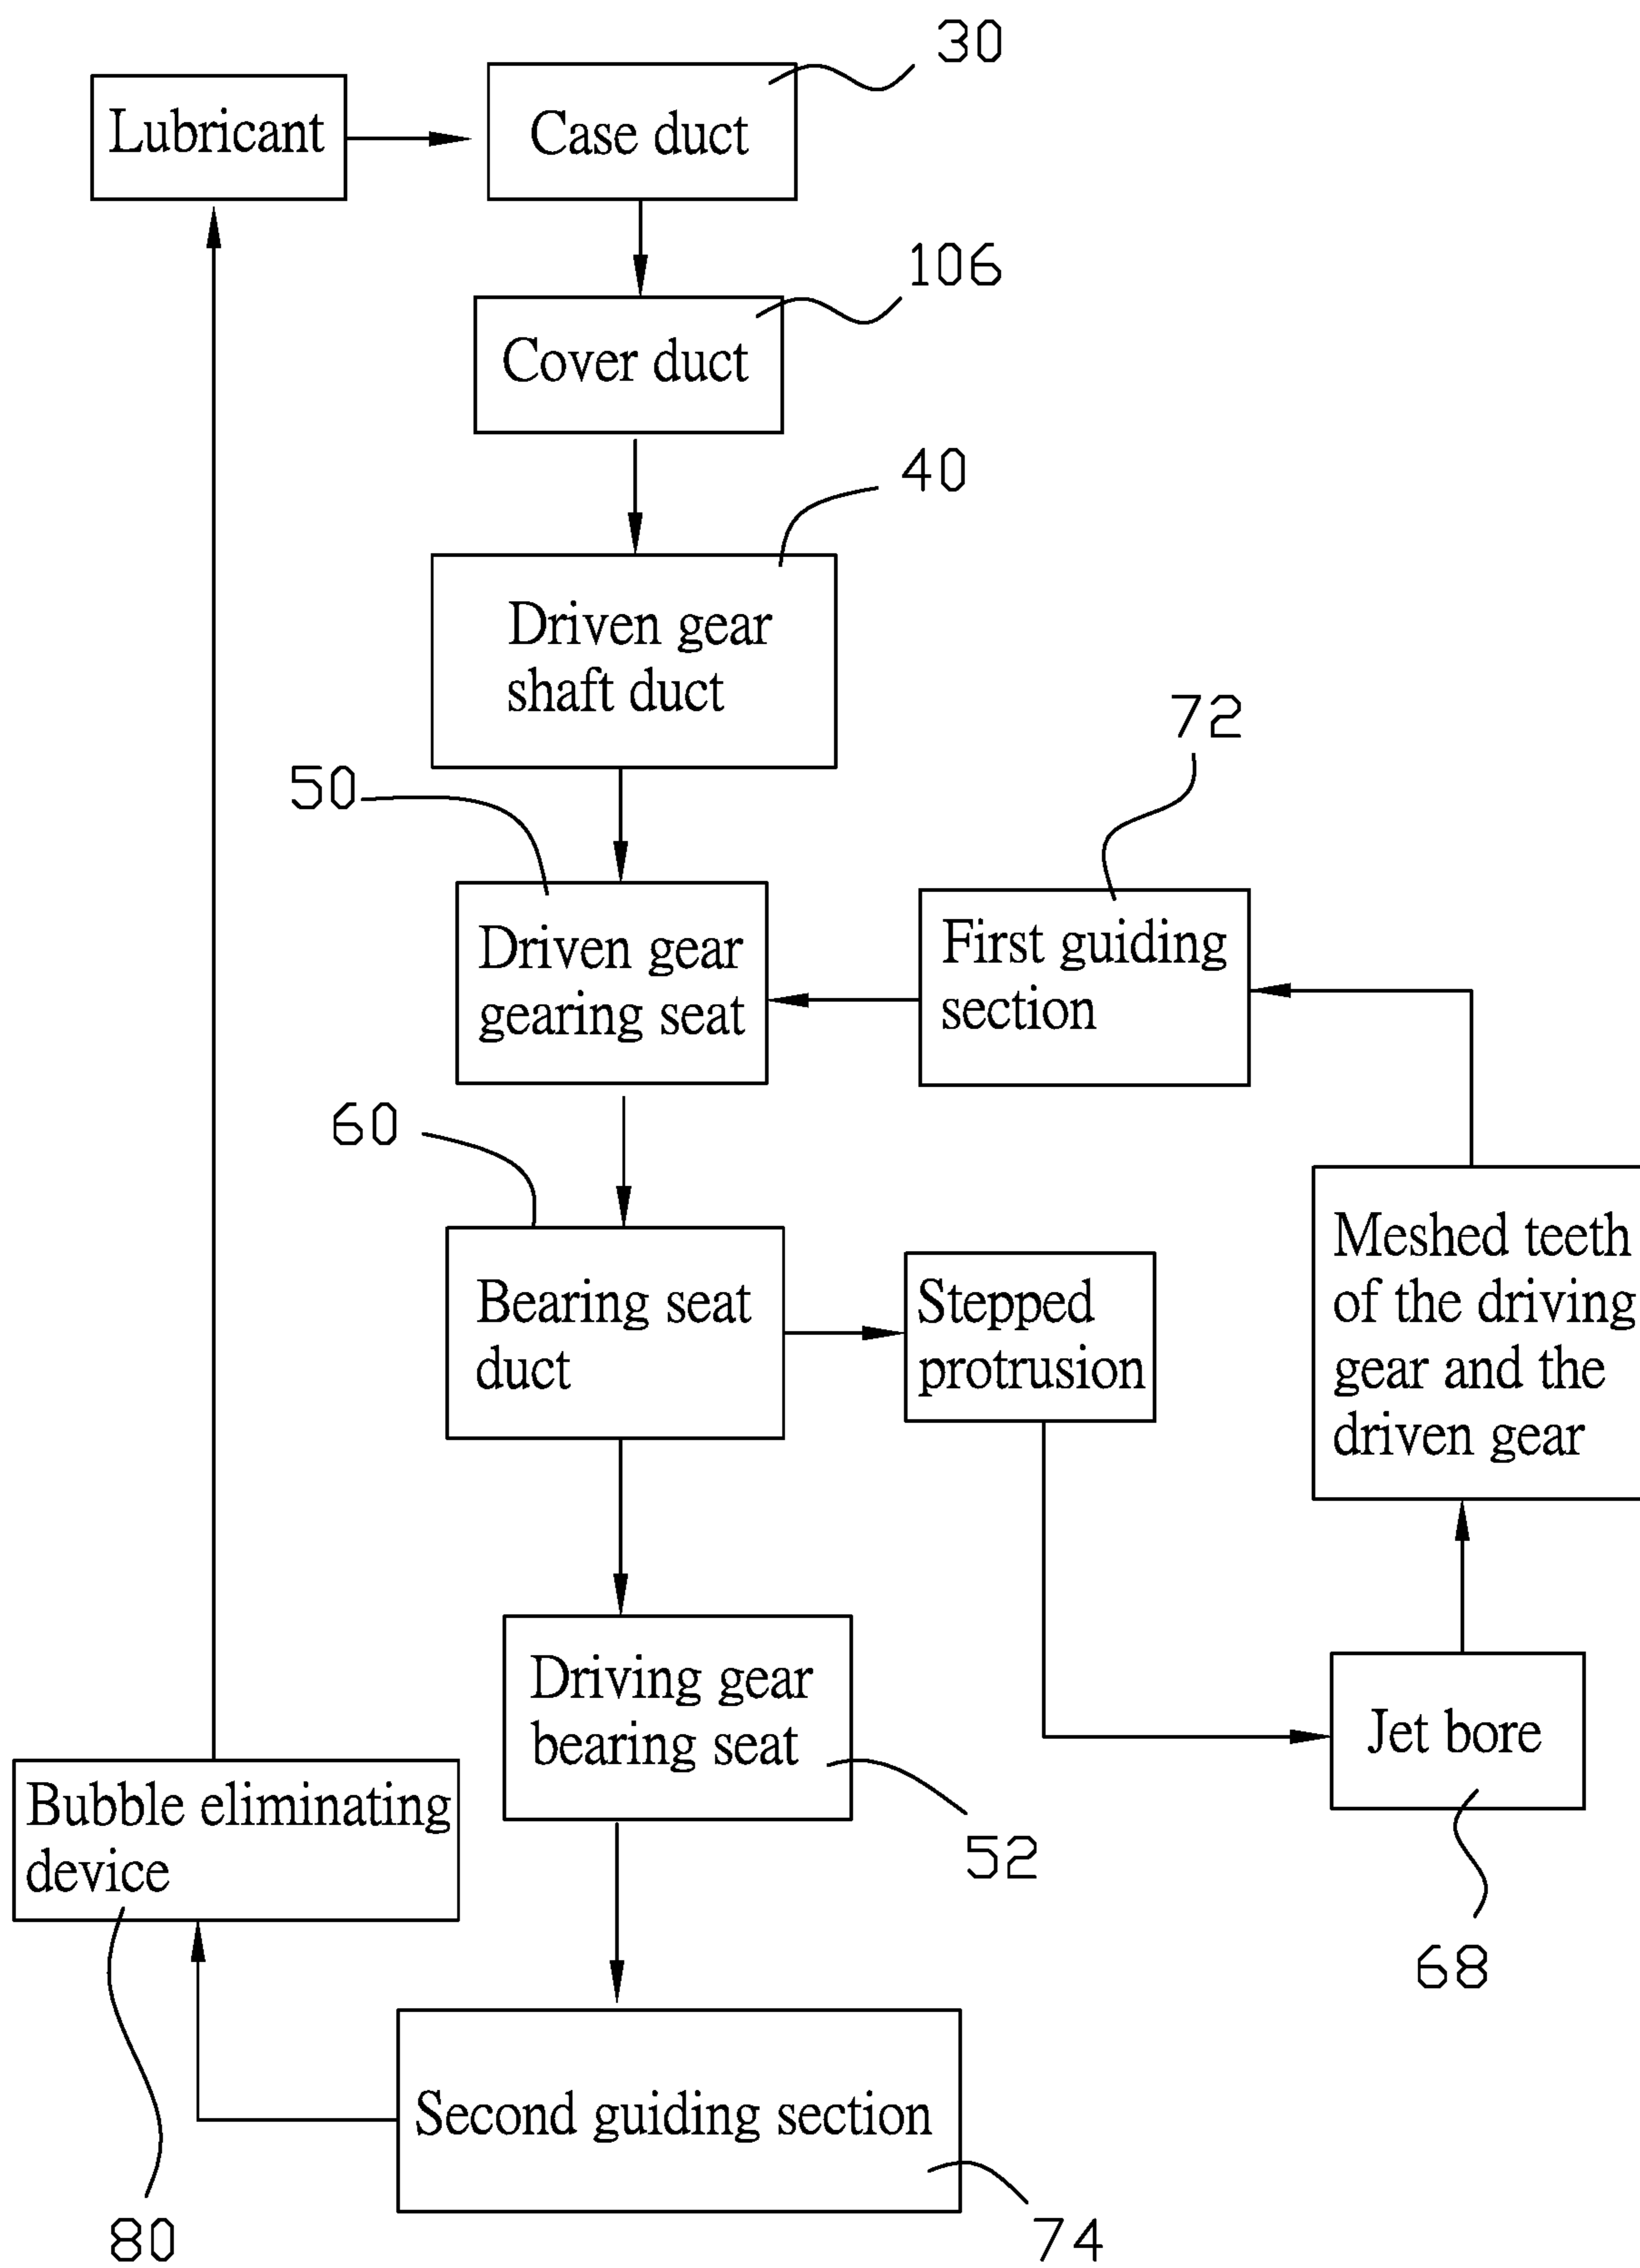 30
Lubricant
Case duct
106
Cover duct
40
Driven gear
shaft duct
72
50
Driven gear
gearing seat
First guiding
section
60
Bearing seat
duct
Stepped
protrusion
Meshed teeth
of the driving
gear and the
driven gear
Driving gear
bearing seat
Jet bore
Bubble eliminating
device
52
68
Second guiding section
80
74